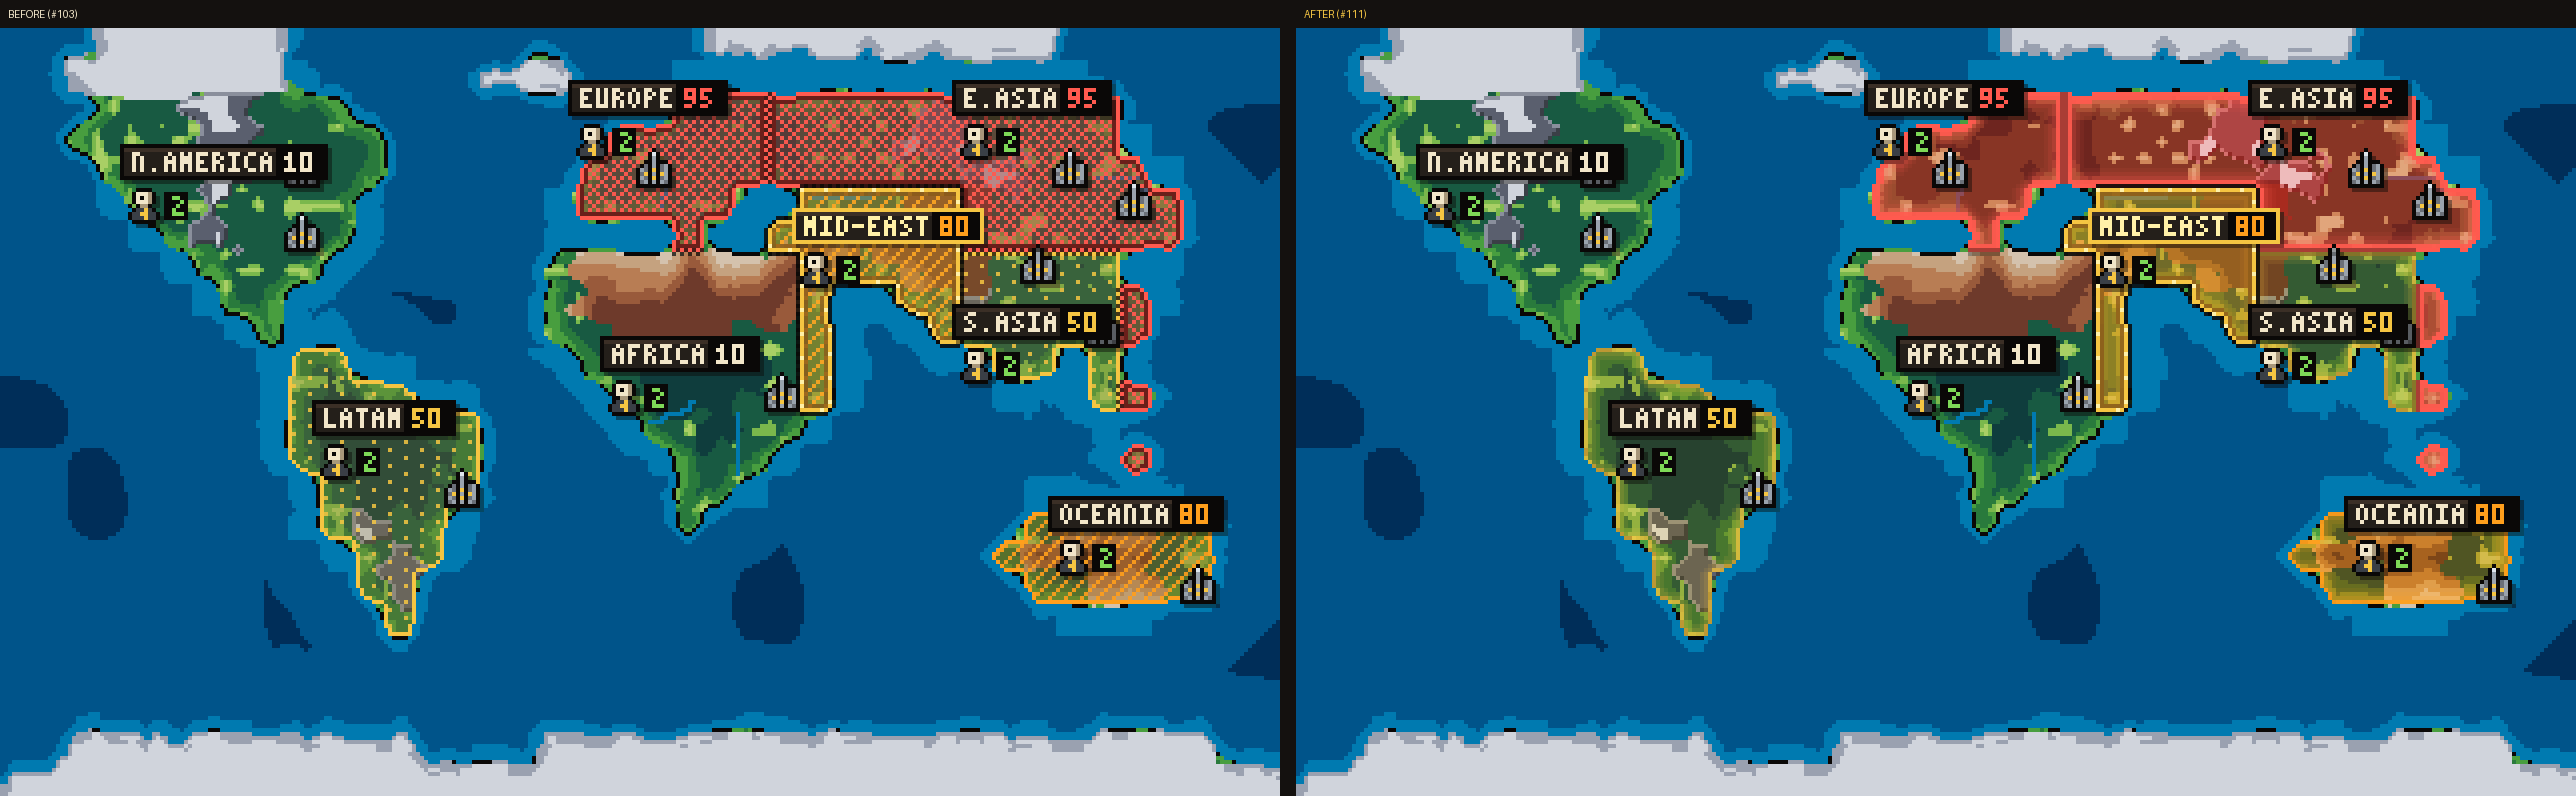 BEFORE (#103)
EUROPE 95
E.ASIA 95
2
2
N.AMERICA 10
2
MID-EAST 80
2
S.ASIA 50
AFRICA 10
2
2
LATAM 50
2
OCEANIA 80
2
AFTER (#111)
EUROPE 95
E.ASIA 95
2
2
N.AMERICA 10
2
MID-EAST 80
2
S.ASIA 50
AFRICA 10
2
2
LATAM 50
2
OCEANIA 80
2